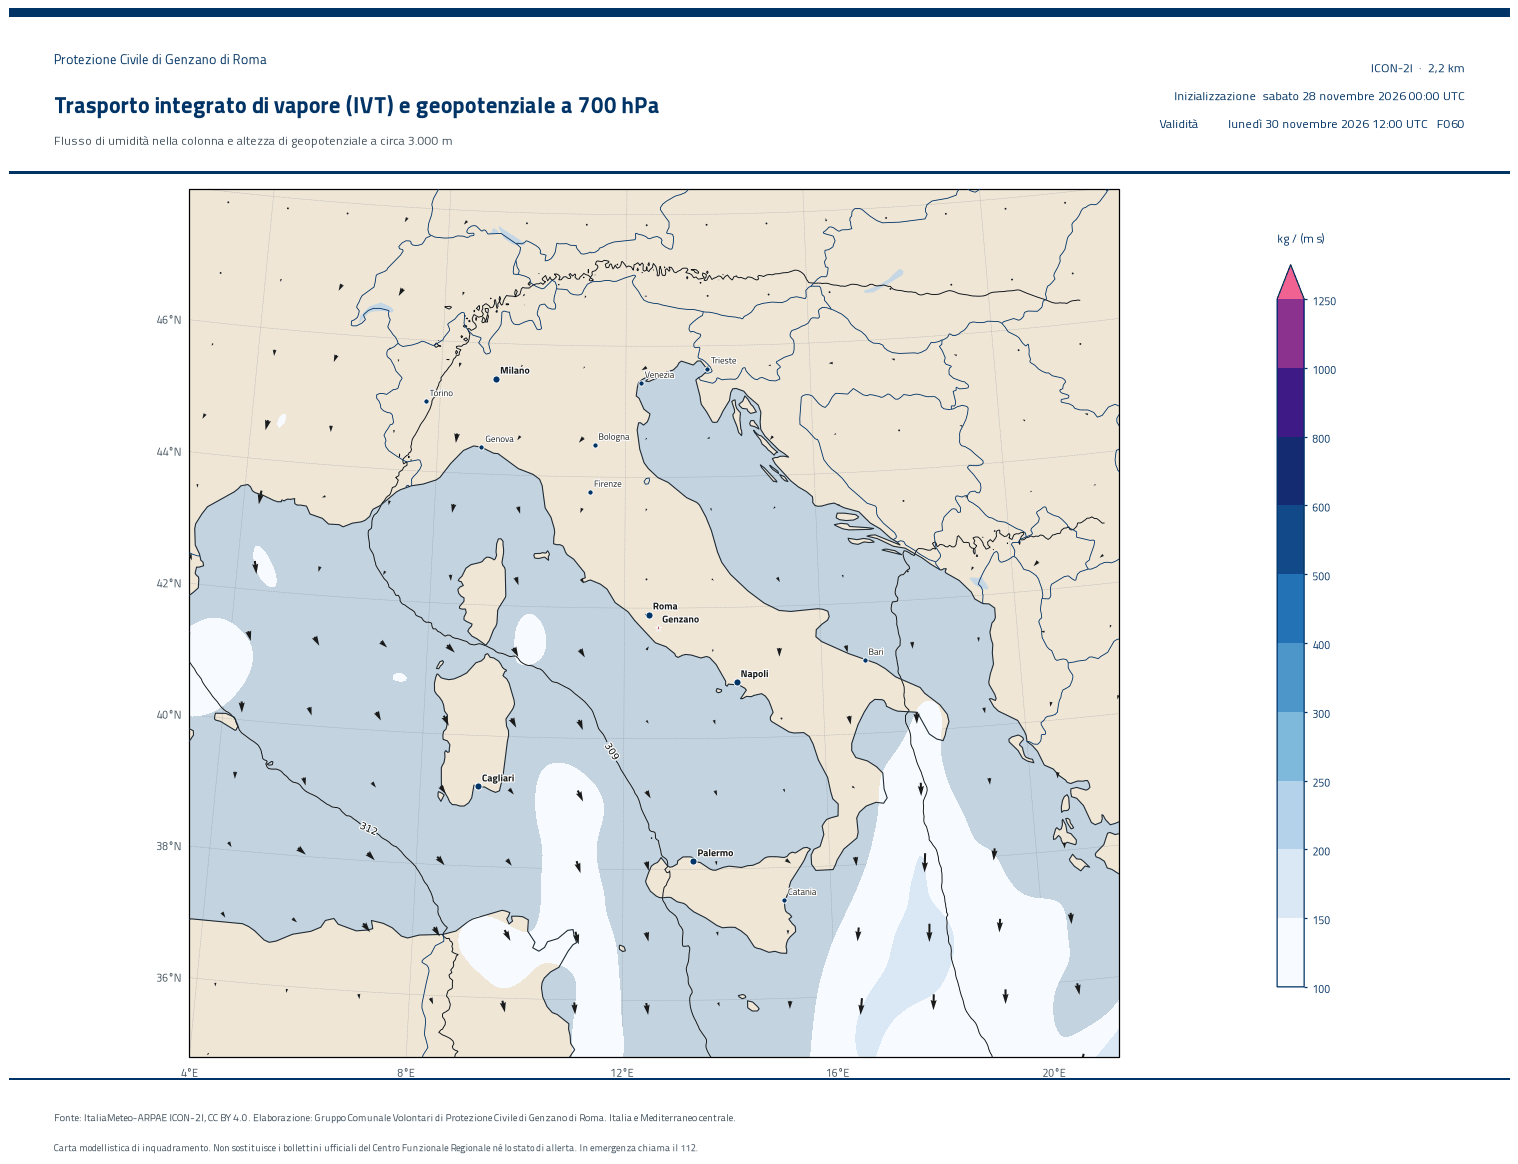 Protezione Civile di Genzano di Roma
Trasporto integrato di vapore (IVT) e geopotenziale a 700 hPa
Flusso di umidità nella colonna e altezza di geopotenziale a circa 3.000 m
ICON-2I · 2,2 km
Inizializzazione sabato 28 novembre 2026 00:00 UTC
Validità lunedì 30 novembre 2026 12:00 UTC F060
kg / (m s)
1250
1000
800
600
500
400
300
250
200
150
100
46°N
44°N
42°N
40°N
38°N
36°N
4°E
8°E
12°E
16°E
20°E
Trieste
Venezia
Milano
Torino
Genova
Bologna
Firenze
Roma
Genzano
Bari
Napoli
309
Cagliari
312
Palermo
Catania
Fonte: ItaliaMeteo-ARPAE ICON-2I, CC BY 4.0. Elaborazione: Gruppo Comunale Volontari di Protezione Civile di Genzano di Roma. Italia e Mediterraneo centrale.
Carta modellistica di inquadramento. Non sostituisce i bollettini ufficiali del Centro Funzionale Regionale né lo stato di allerta. In emergenza chiama il 112.